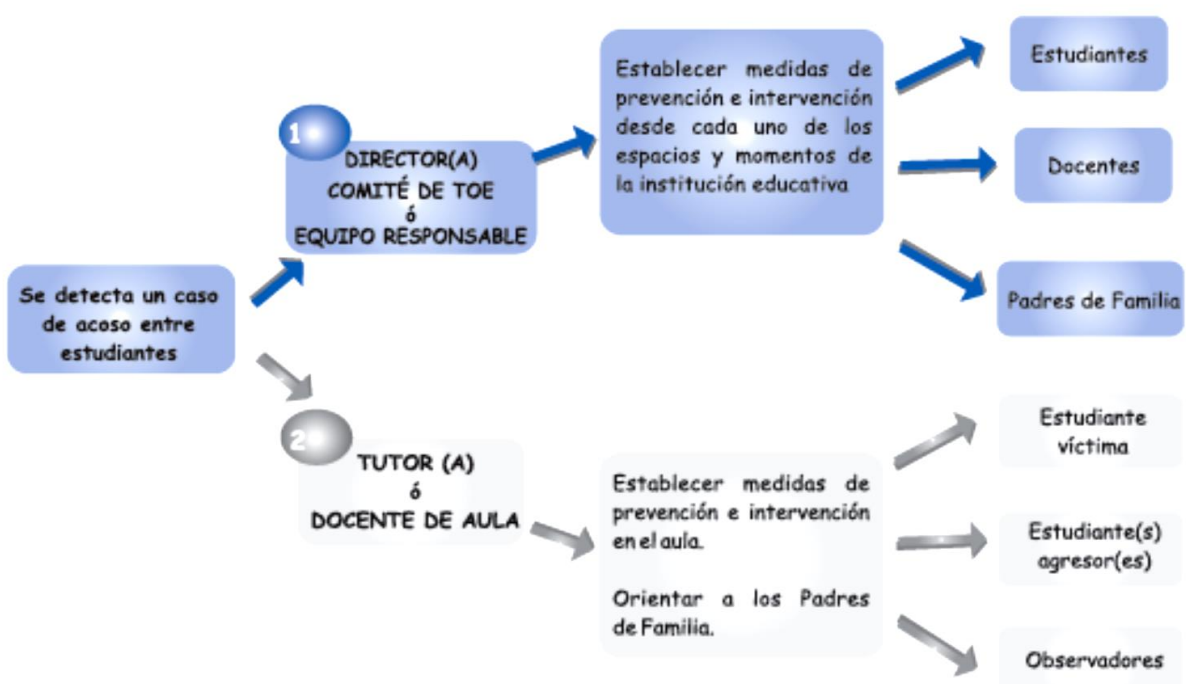 Se detecta un caso
de acoso entre
estudiantes
1
DIRECTOR(A)
COMITÉ DE TOE
ó
EQUIPO RESPONSABLE
Establecer medidas de
prevención e intervención
desde cada uno de los
espacios y momentos de
la institución educativa
Estudiantes
Docentes
Padres de Familia
2
TUTOR (A)
ó
DOCENTE DE AULA
Establecer medidas de
prevención e intervención
en el aula.
Orientar a los Padres
de Familia.
Estudiante
víctima
Estudiante(s)
agresor(es)
Observadores